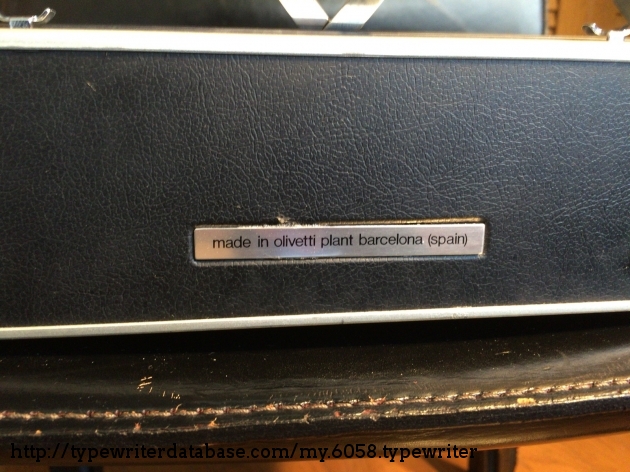 made in olivetti plant barcelona (spain)
http://typewriterdatabase.com/my.6058.typewriter